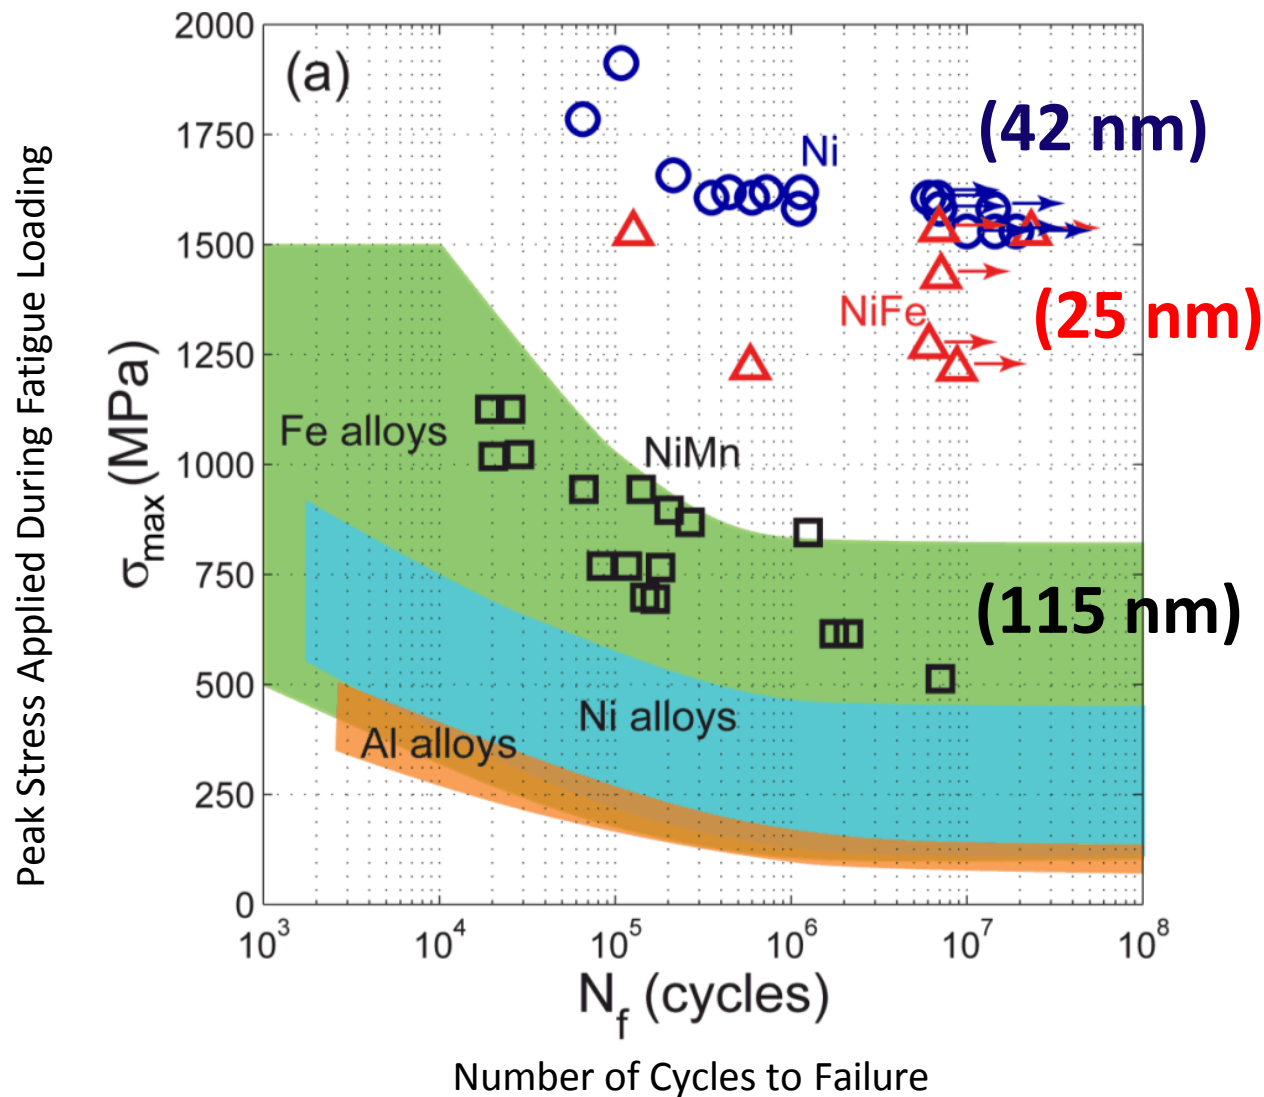 Peak Stress Applied During Fatigue Loading
σmax (MPa)
2000
1750
1500
1250
1000
750
500
250
0
(a)
Ni
(42 nm)
NiFe
(25 nm)
Fe alloys
NiMn
(115 nm)
Ni alloys
Al alloys
10³ 10⁴ 10⁵ 10⁶ 10⁷ 10⁸
Nf (cycles)
Number of Cycles to Failure